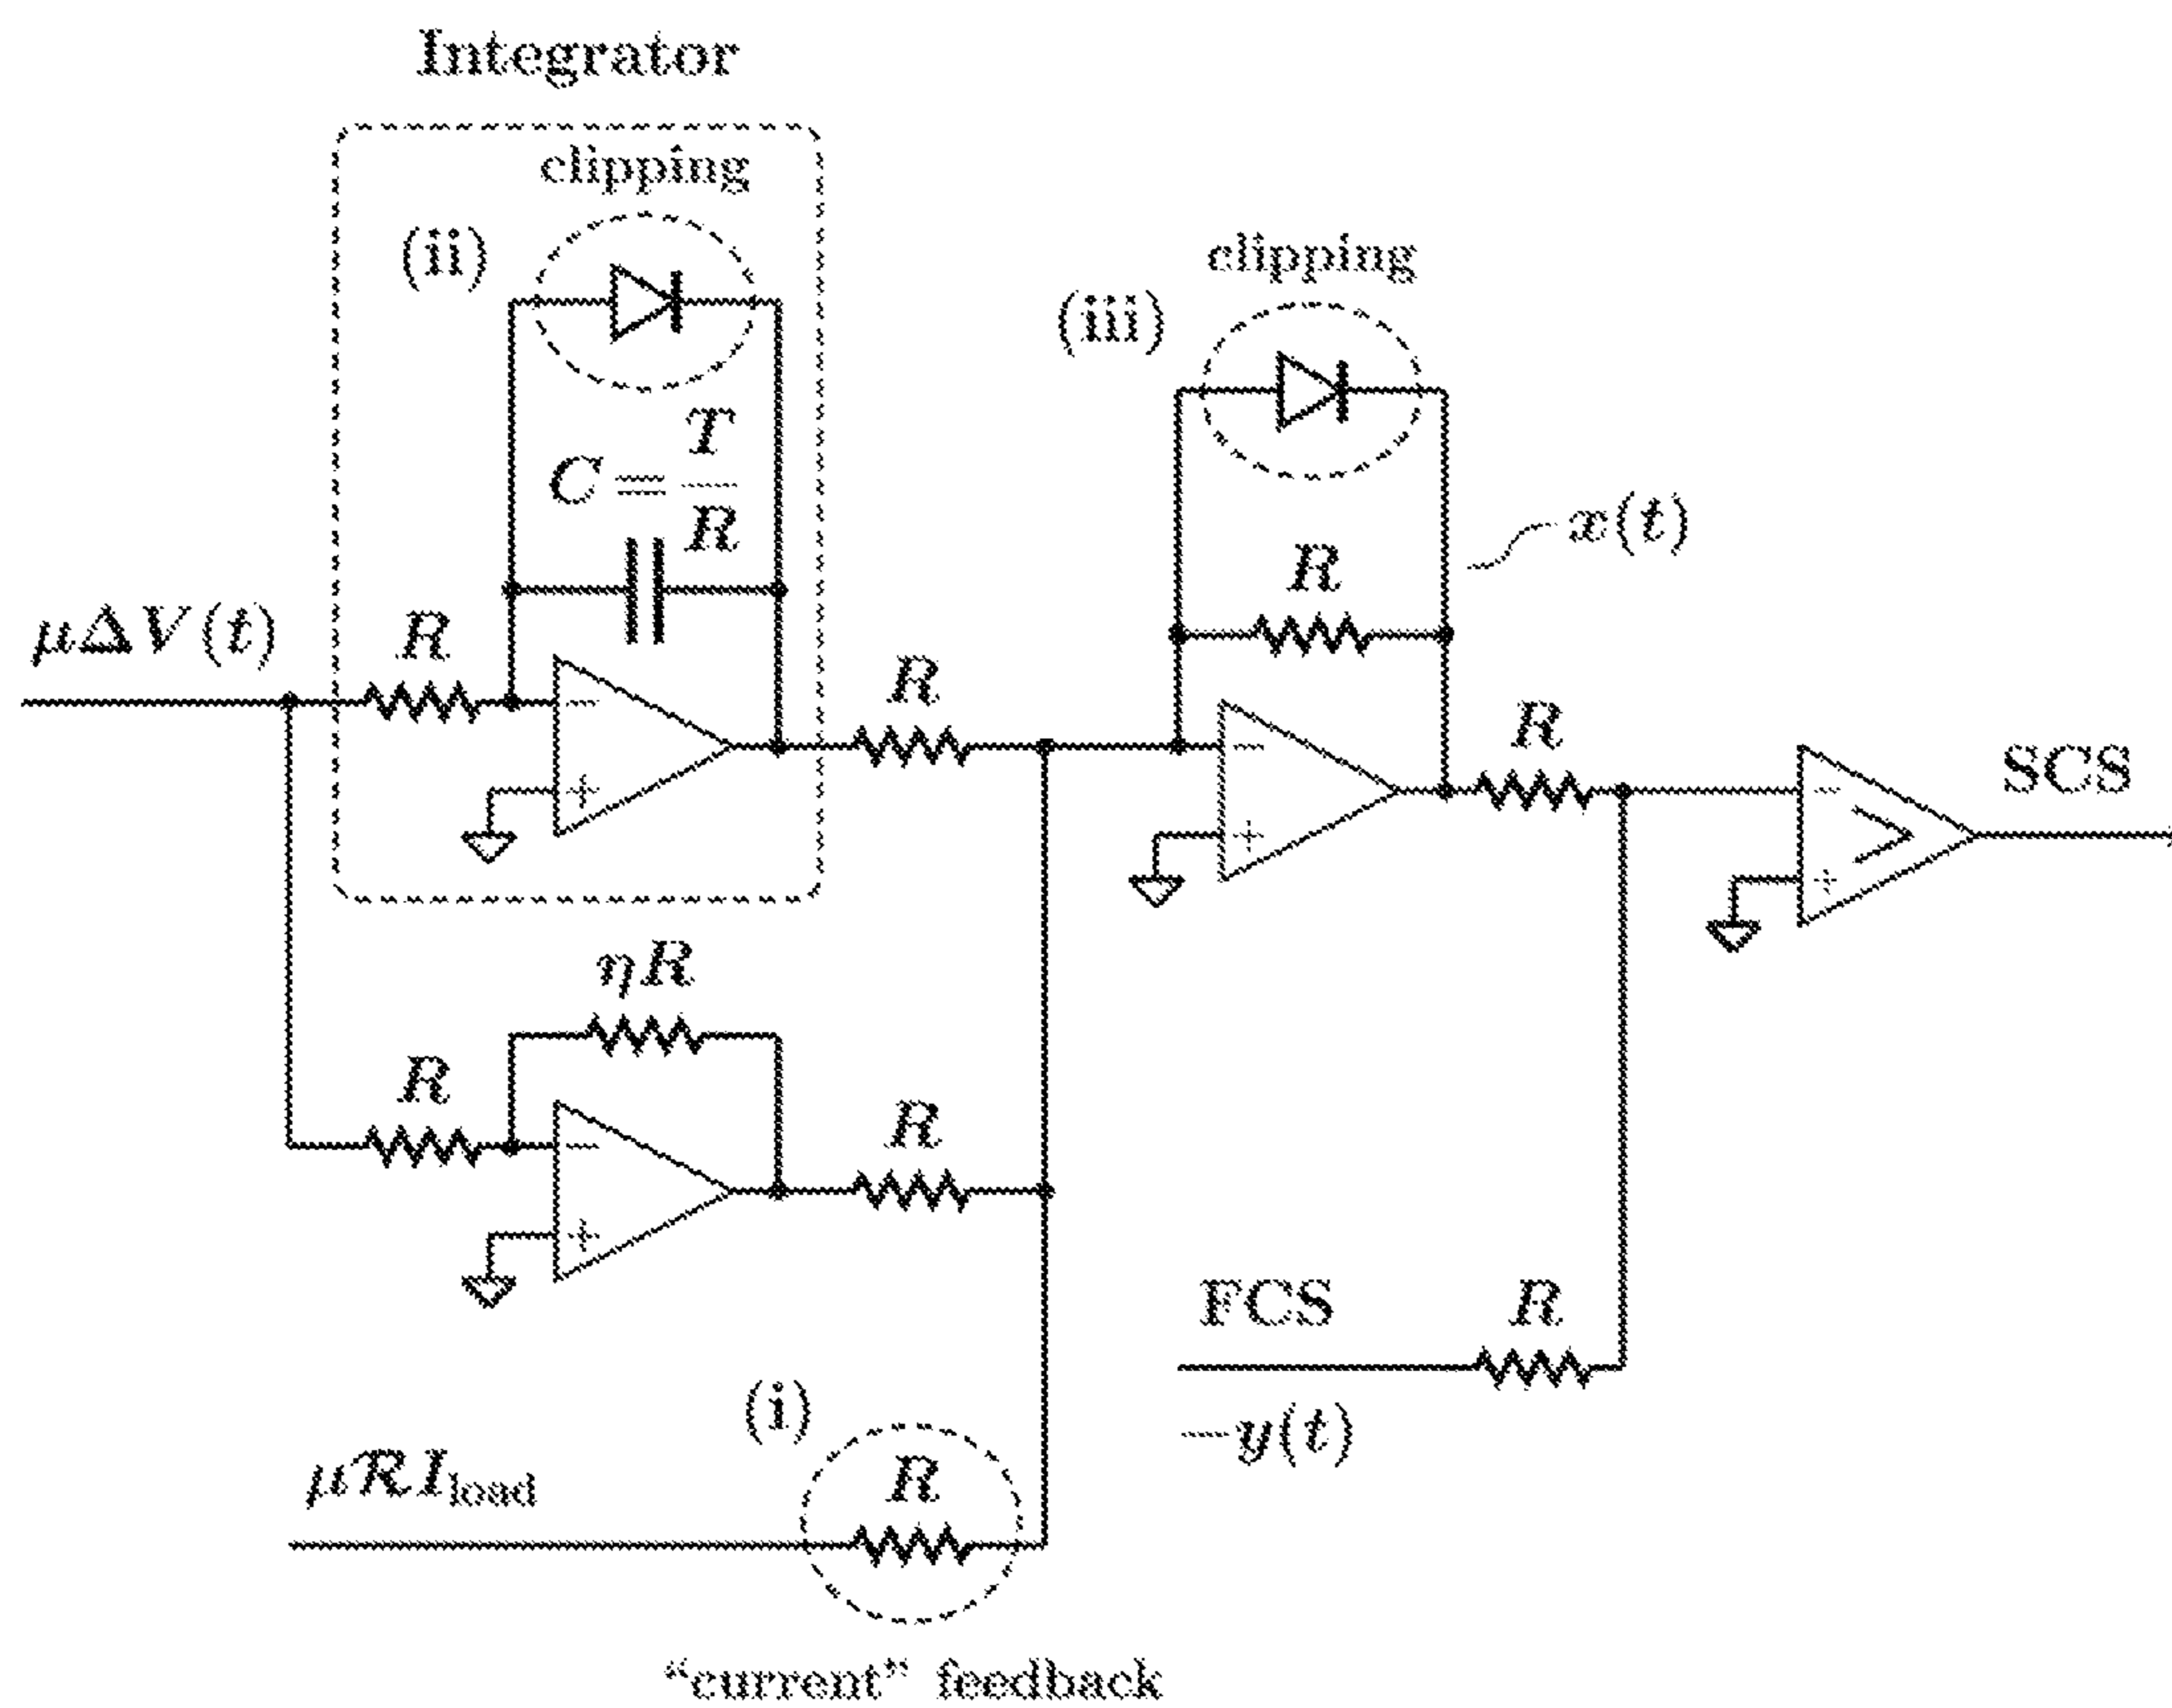 Integrator
clipping
(ii)
clipping
(iii)
C = T/R
x(t)
R
μΔV(t)
R
R
R
−
−
SCS
−
>
+
+
+
ηR
R
R
−
+
FCS
R
(i)
−y(t)
μℛI_load
R
“current” feedback